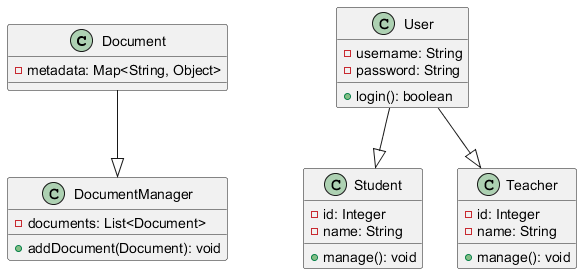 C Document
metadata: Map<String, Object>
C User
username: String
password: String
login(): boolean
C DocumentManager
documents: List<Document>
addDocument(Document): void
C Student
id: Integer
name: String
manage(): void
C Teacher
id: Integer
name: String
manage(): void